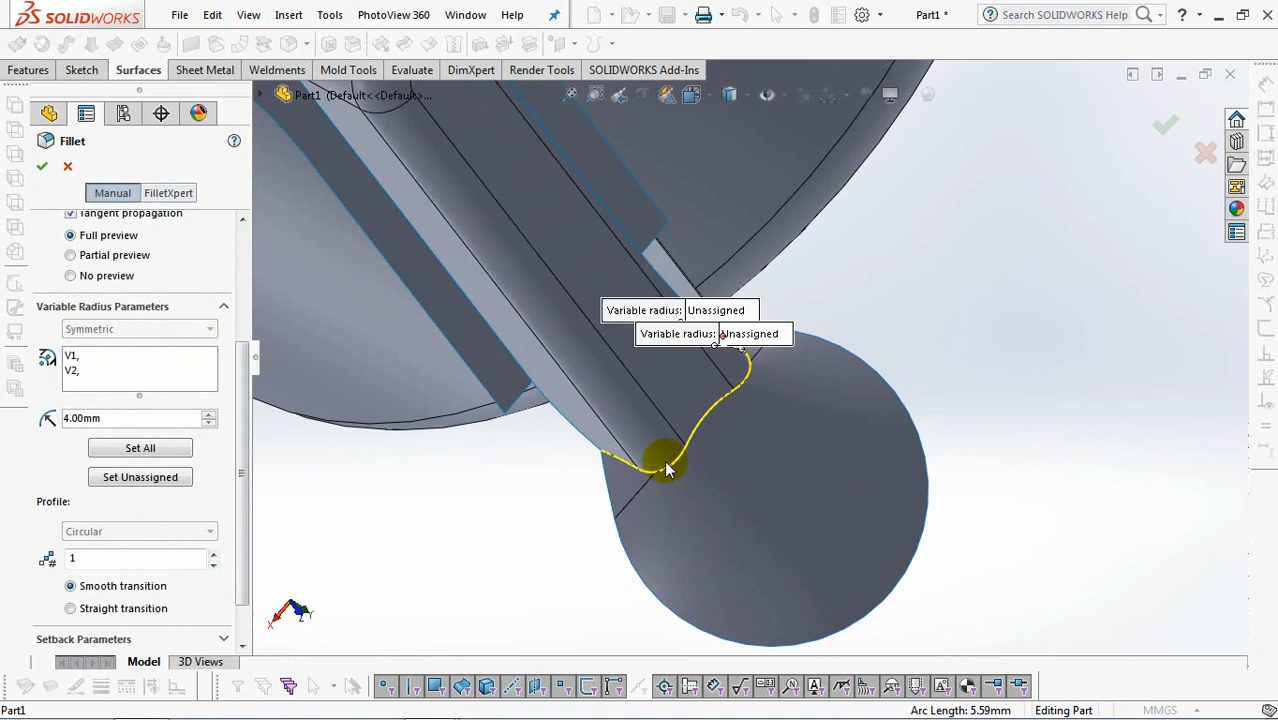 SOLIDWORKS File Edit View Insert Tools PhotoView 360 Window Help Part1 * Search SOLIDWORKS Help ?
Features Sketch Surfaces Sheet Metal Weldments Mold Tools Evaluate DimXpert Render Tools SOLIDWORKS Add-Ins
Part1 (Default<<Default>...
Fillet
Manual FilletXpert
Tangent propagation
Full preview
Partial preview
No preview
Variable Radius Parameters
Symmetric
V1,
V2,
4.00mm
Set All
Set Unassigned
Profile:
Circular
1
Smooth transition
Straight transition
Setback Parameters
Variable radius: Unassigned
Variable radius: Unassigned
X
Y
Z
Model 3D Views
Part1 Arc Length: 5.59mm Editing Part MMGS